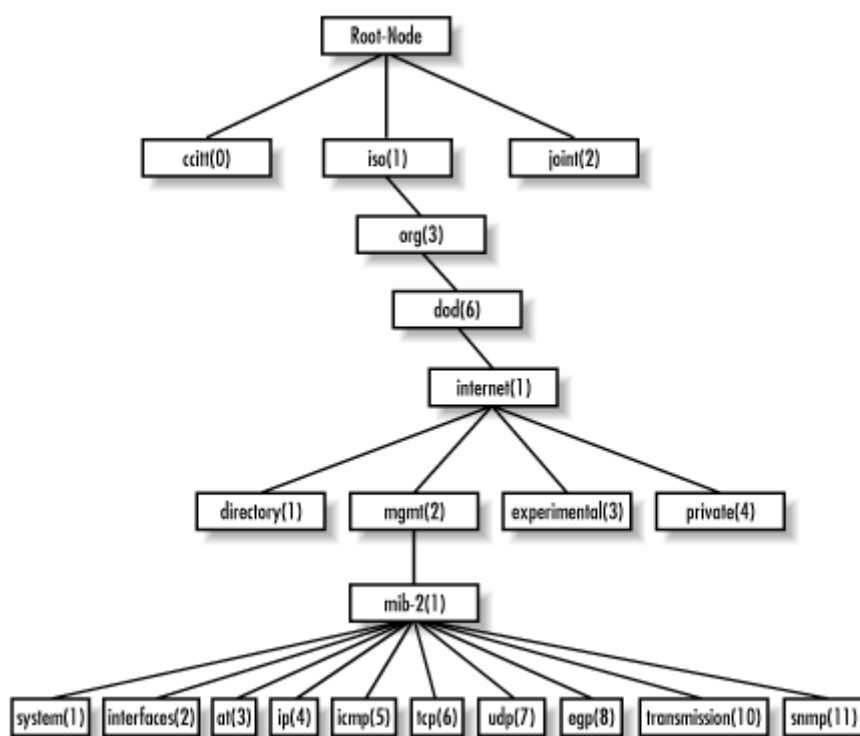 Root-Node
ccitt(0) iso(1) joint(2)
org(3)
dod(6)
internet(1)
directory(1) mgmt(2) experimental(3) private(4)
mib-2(1)
system(1) interfaces(2) at(3) ip(4) icmp(5) tcp(6) udp(7) egp(8) transmission(10) snmp(11)